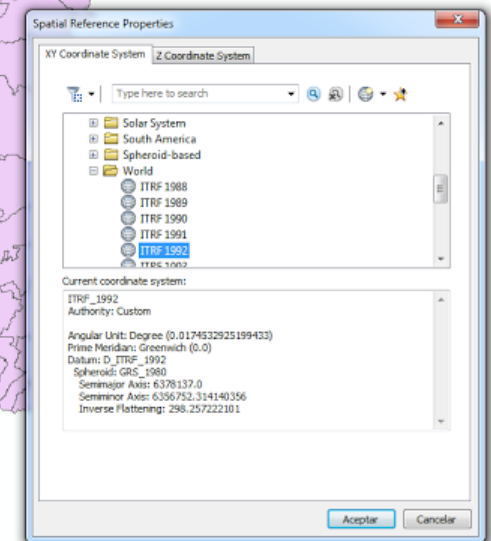 Spatial Reference Properties
XY Coordinate System Z Coordinate System
Type here to search
Solar System
South America
Spheroid-based
World
ITRF 1988
ITRF 1989
ITRF 1990
ITRF 1991
ITRF 1992
ITRF 1993
Current coordinate system:
ITRF_1992
Authority: Custom
Angular Unit: Degree (0.0174532925199433)
Prime Meridian: Greenwich (0.0)
Datum: D_ITRF_1992
Spheroid: GRS_1980
Semimajor Axis: 6378137.0
Semiminor Axis: 6356752.314140356
Inverse Flattening: 298.257222101
Aceptar Cancelar